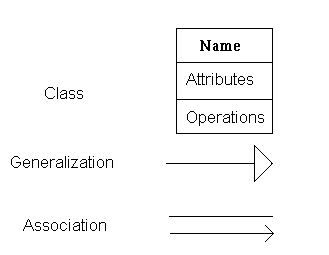 Name
Attributes
Class
Operations
Generalization
Association